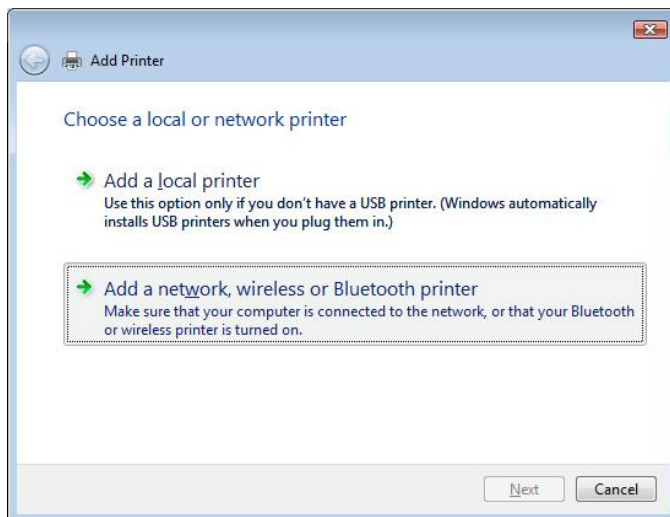 Add Printer
Choose a local or network printer
Add a local printer
Use this option only if you don't have a USB printer. (Windows automatically
installs USB printers when you plug them in.)
Add a network, wireless or Bluetooth printer
Make sure that your computer is connected to the network, or that your Bluetooth
or wireless printer is turned on.
Next Cancel